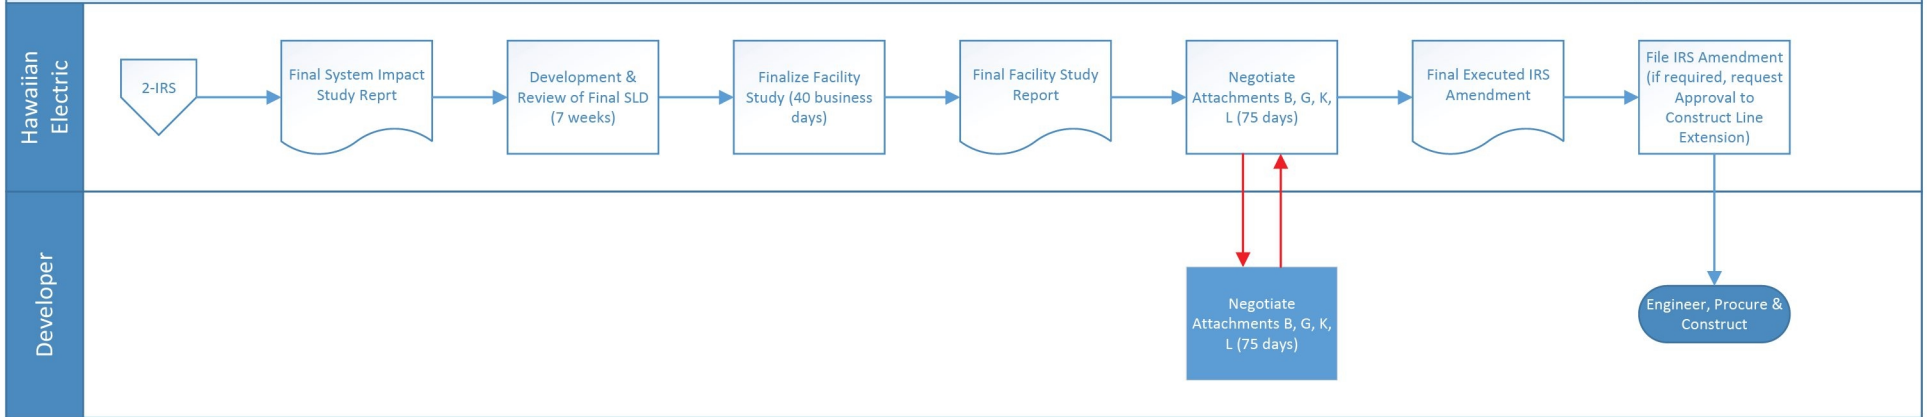 Hawaiian
Electric
2-IRS
Final System Impact
Study Reprt
Development &
Review of Final SLD
(7 weeks)
Finalize Facility
Study (40 business
days)
Final Facility Study
Report
Negotiate
Attachments B, G, K,
L (75 days)
Final Executed IRS
Amendment
File IRS Amendment
(if required, request
Approval to
Construct Line
Extension)
Developer
Negotiate
Attachments B, G, K,
L (75 days)
Engineer, Procure &
Construct